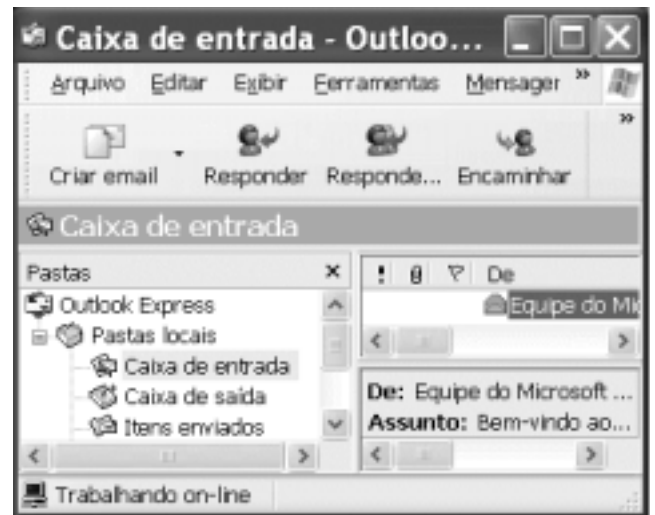 Caixa de entrada - Outloo...
Arquivo Editar Exibir Ferramentas Mensager »
»
Criar email Responder Responde... Encaminhar
Caixa de entrada
Pastas × ! De
Outlook Express Equipe do Mi
Pastas locais
Caixa de entrada
Caixa de saída De: Equipe do Microsoft ...
Itens enviados Assunto: Bem-vindo ao...
Trabalhando on-line